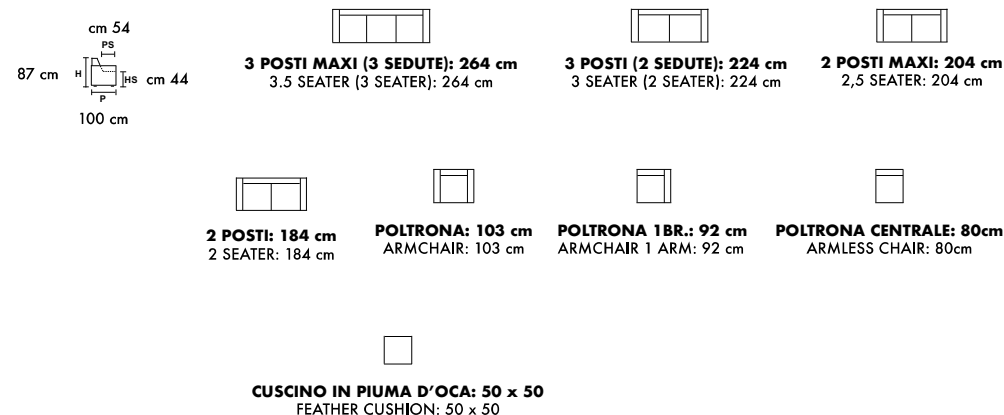 cm 54
PS
87 cm
H
HS
cm 44
P
100 cm
3 POSTI MAXI (3 SEDUTE): 264 cm
3.5 SEATER (3 SEATER): 264 cm
3 POSTI (2 SEDUTE): 224 cm
3 SEATER (2 SEATER): 224 cm
2 POSTI MAXI: 204 cm
2,5 SEATER: 204 cm
2 POSTI: 184 cm
2 SEATER: 184 cm
POLTRONA: 103 cm
ARMCHAIR: 103 cm
POLTRONA 1BR.: 92 cm
ARMCHAIR 1 ARM: 92 cm
POLTRONA CENTRALE: 80cm
ARMLESS CHAIR: 80cm
CUSCINO IN PIUMA D'OCA: 50 x 50
FEATHER CUSHION: 50 x 50